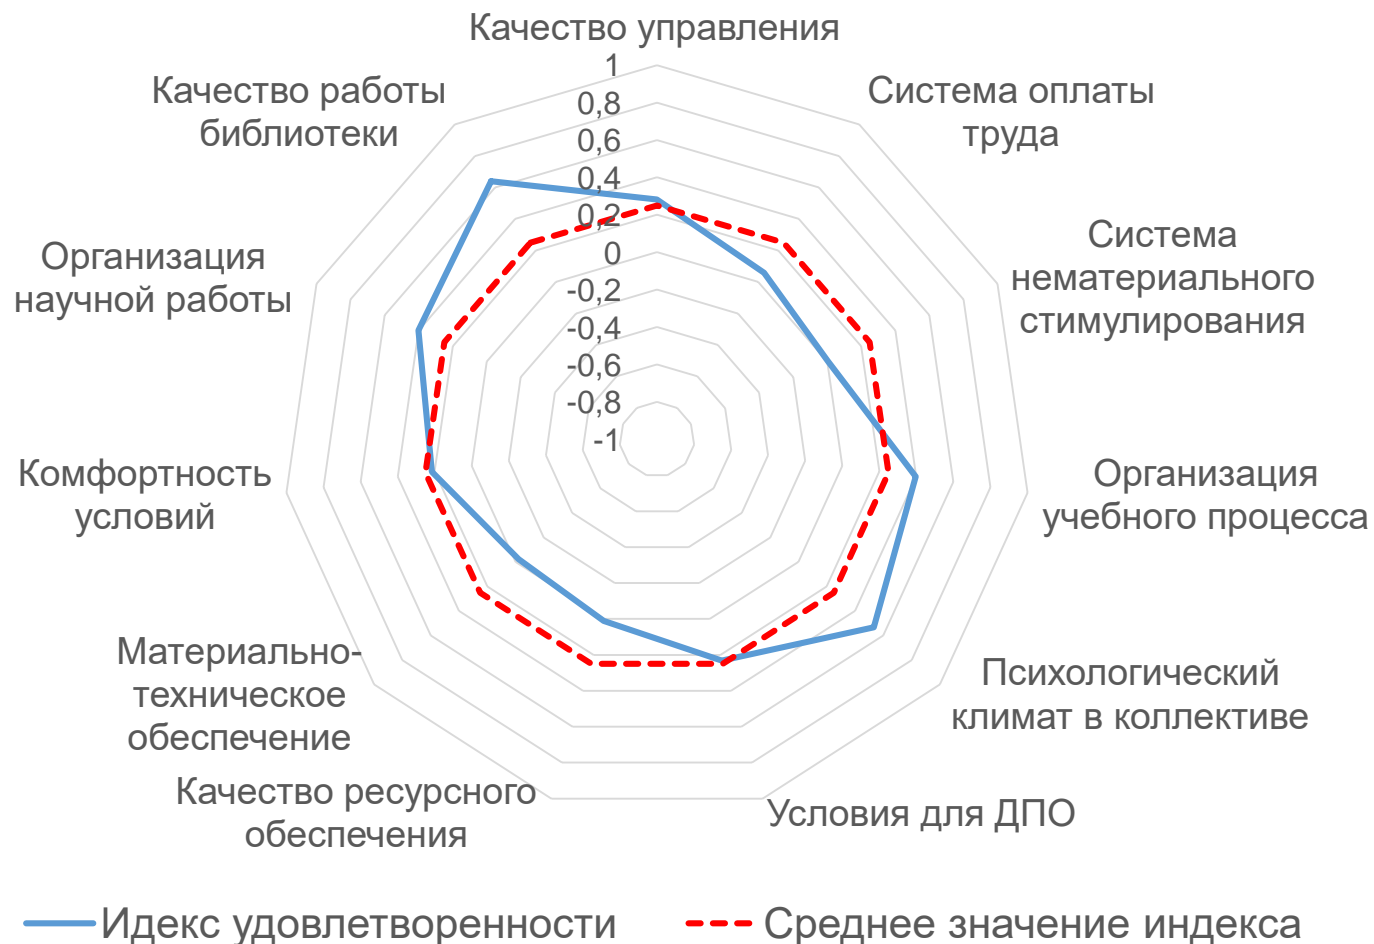 Качество управления
Система оплаты
труда
Система
нематериального
стимулирования
Организация
учебного процесса
Психологический
климат в коллективе
Условия для ДПО
Качество ресурсного
обеспечения
Материально-
техническое
обеспечение
Комфортность
условий
Организация
научной работы
Качество работы
библиотеки
1
0,8
0,6
0,4
0,2
0
-0,2
-0,4
-0,6
-0,8
-1
Идекс удовлетворенности
Среднее значение индекса